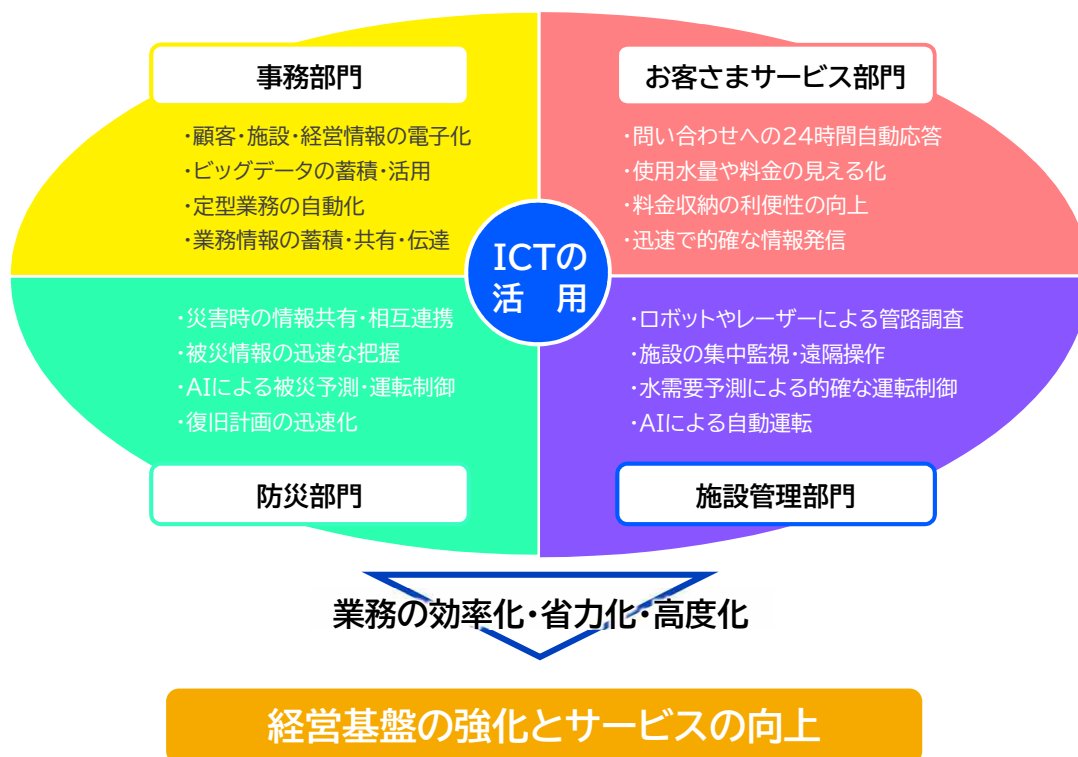 事務部門
・顧客・施設・経営情報の電子化
・ビッグデータの蓄積・活用
・定型業務の自動化
・業務情報の蓄積・共有・伝達
お客さまサービス部門
・問い合わせへの24時間自動応答
・使用水量や料金の見える化
・料金収納の利便性の向上
・迅速で的確な情報発信
ICTの
活　用
・災害時の情報共有・相互連携
・被災情報の迅速な把握
・AIによる被災予測・運転制御
・復旧計画の迅速化
防災部門
・ロボットやレーザーによる管路調査
・施設の集中監視・遠隔操作
・水需要予測による的確な運転制御
・AIによる自動運転
施設管理部門
業務の効率化・省力化・高度化
経営基盤の強化とサービスの向上